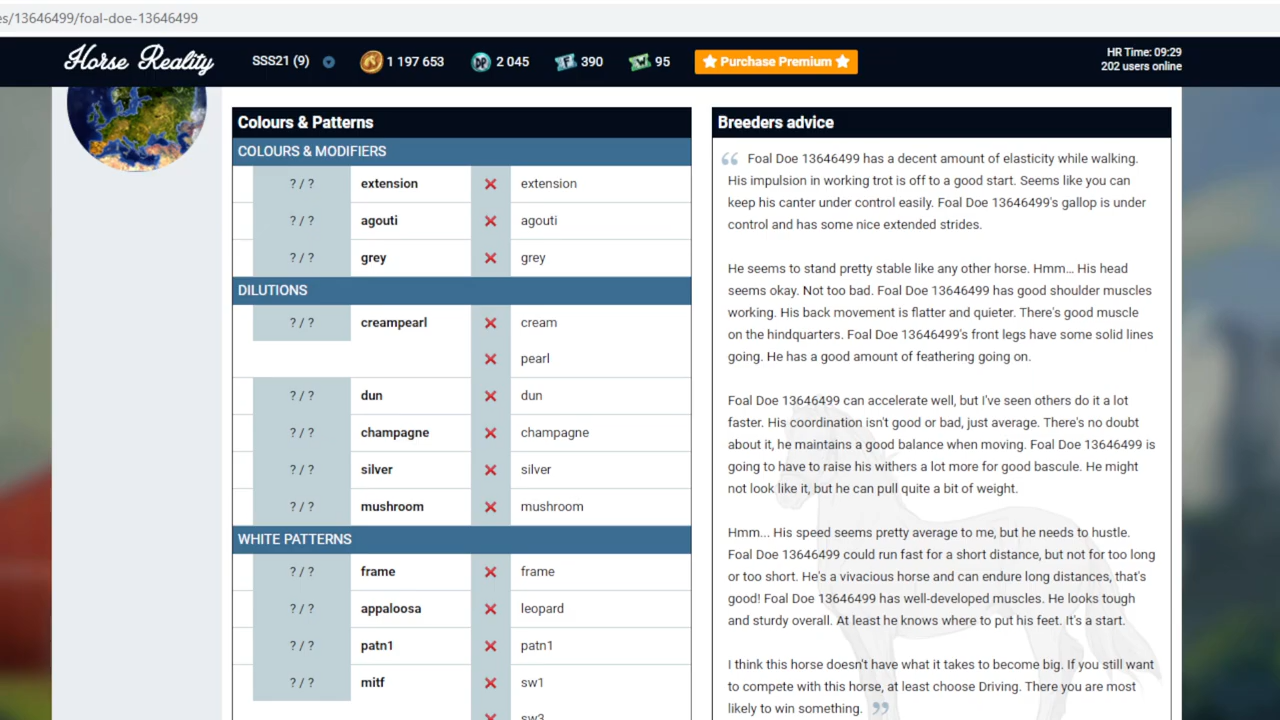 es/13646499/foal-doe-13646499
Horse Reality
SSS21 (9)
1 197 653
DP
2 045
F
390
W
95
Purchase Premium
HR Time: 09:29
202 users online
Colours & Patterns
COLOURS & MODIFIERS
? / ? extension extension
? / ? agouti agouti
? / ? grey grey
DILUTIONS
? / ? creampearl cream
pearl
? / ? dun dun
? / ? champagne champagne
? / ? silver silver
? / ? mushroom mushroom
WHITE PATTERNS
? / ? frame frame
? / ? appaloosa leopard
? / ? patn1 patn1
? / ? mitf sw1
sw3
Breeders advice
“ Foal Doe 13646499 has a decent amount of elasticity while walking.
His impulsion in working trot is off to a good start. Seems like you can
keep his canter under control easily. Foal Doe 13646499's gallop is under
control and has some nice extended strides.
He seems to stand pretty stable like any other horse. Hmm... His head
seems okay. Not too bad. Foal Doe 13646499 has good shoulder muscles
working. His back movement is flatter and quieter. There's good muscle
on the hindquarters. Foal Doe 13646499's front legs have some solid lines
going. He has a good amount of feathering going on.
Foal Doe 13646499 can accelerate well, but I've seen others do it a lot
faster. His coordination isn't good or bad, just average. There's no doubt
about it, he maintains a good balance when moving. Foal Doe 13646499 is
going to have to raise his withers a lot more for good bascule. He might
not look like it, but he can pull quite a bit of weight.
Hmm... His speed seems pretty average to me, but he needs to hustle.
Foal Doe 13646499 could run fast for a short distance, but not for too long
or too short. He's a vivacious horse and can endure long distances, that's
good! Foal Doe 13646499 has well-developed muscles. He looks tough
and sturdy overall. At least he knows where to put his feet. It's a start.
I think this horse doesn't have what it takes to become big. If you still want
to compete with this horse, at least choose Driving. There you are most
likely to win something. ”